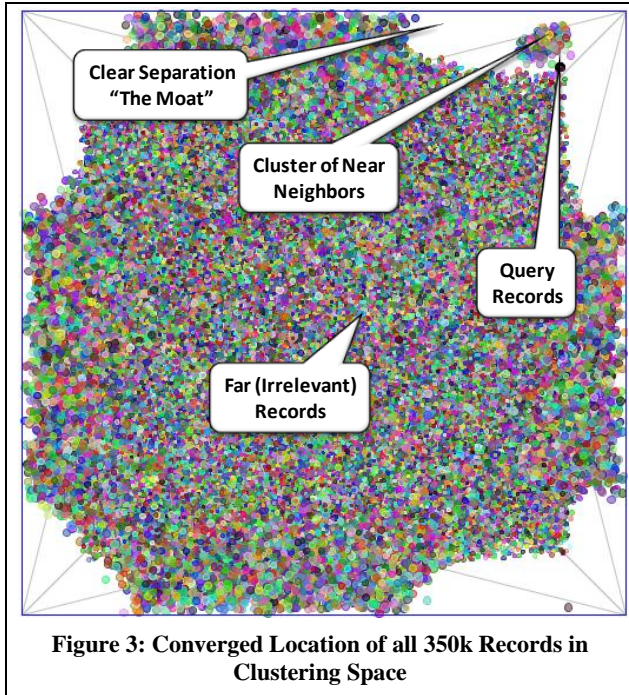 Clear Separation
“The Moat”
Cluster of Near
Neighbors
Query
Records
Far (Irrelevant)
Records
Figure 3: Converged Location of all 350k Records in
Clustering Space